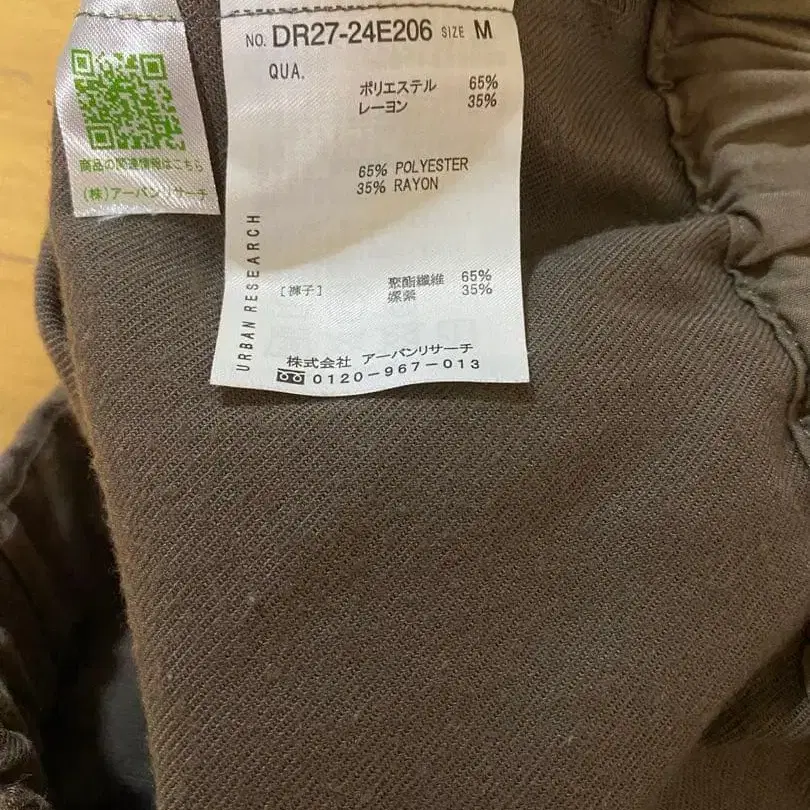 NO. DR27-24E206 SIZE M
QUA.
ポリエステル 65%
レーヨン 35%
65% POLYESTER
35% RAYON
[褲子] 聚酯纖維 65%
嫘縈 35%
URBAN RESEARCH
株式会社 アーバンリサーチ
0120-967-013
商品の関連情報はこちら
(株)アーバンリサーチ